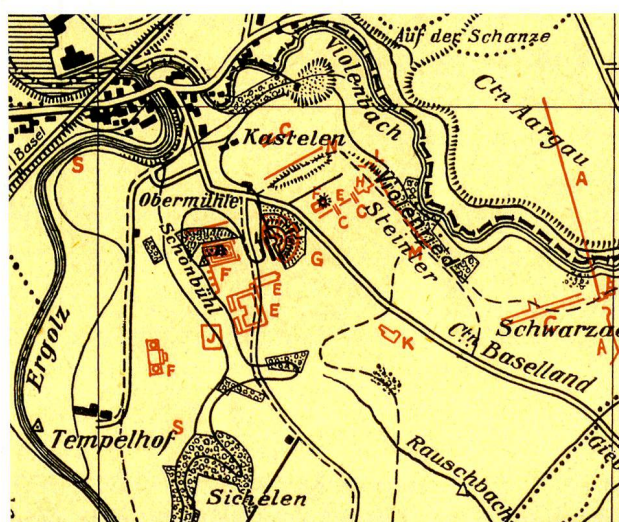 Auf der Schanze
Violenbach
Ctn Aargau
Basel
Kastelen
C
N
L
S
A
H
E
C
C
C
Obermühle
Violenried
Steinler
Schönbühl
F
G
M
E
E
B
C
Schwarzac
A
J
K
Ctn Baselland
F
Ergolz
S
Tempelhof
Sichelen
Rauschbach
Gieb